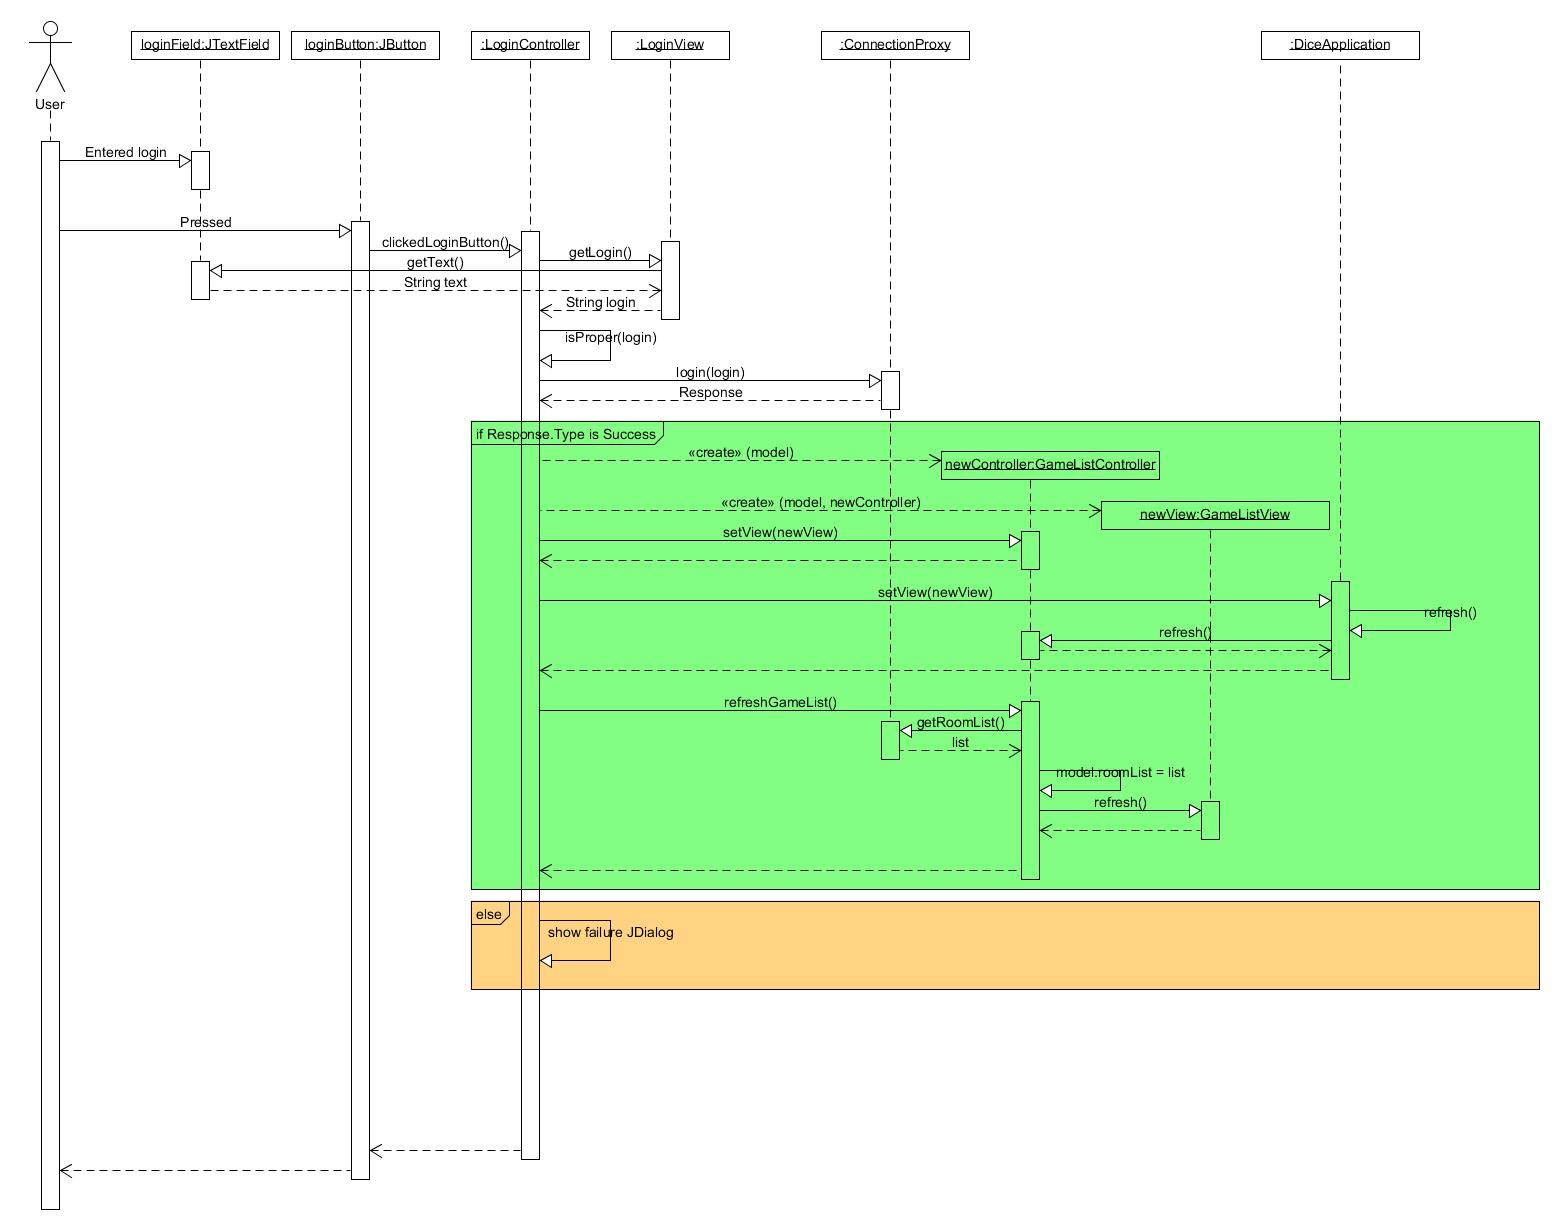 loginField:JTextField
loginButton:JButton
:LoginController
:LoginView
:ConnectionProxy
:DiceApplication
User
Entered login
Pressed
clickedLoginButton()
getLogin()
getText()
String text
String login
isProper(login)
login(login)
Response
if Response.Type is Success
«create» (model)
newController:GameListController
«create» (model, newController)
newView:GameListView
setView(newView)
setView(newView)
refresh()
refresh()
refreshGameList()
getRoomList()
list
model.roomList = list
refresh()
else
show failure JDialog